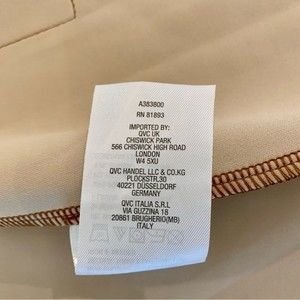 A383800
RN 81893
IMPORTED BY:
QVC UK
CHISWICK PARK
566 CHISWICK HIGH ROAD
LONDON
W4 5XU
QVC HANDEL LLC & CO.KG
PLOCKSTR.30
40221 DÜSSELDORF
GERMANY
QVC ITALIA S.R.L
VIA GUZZINA 18
20861 BRUGHERIO(MB)
ITALY